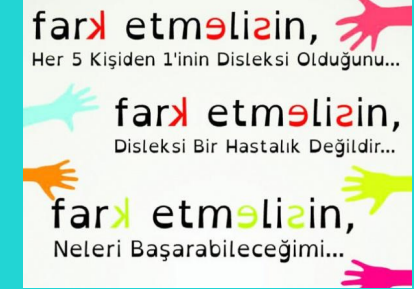 fark etmelisin,
Her 5 Kişiden 1'inin Disleksi Olduğunu...
fark etmelisin,
Disleksi Bir Hastalık Değildir...
fark etmelisin,
Neleri Başarabileceğimi...